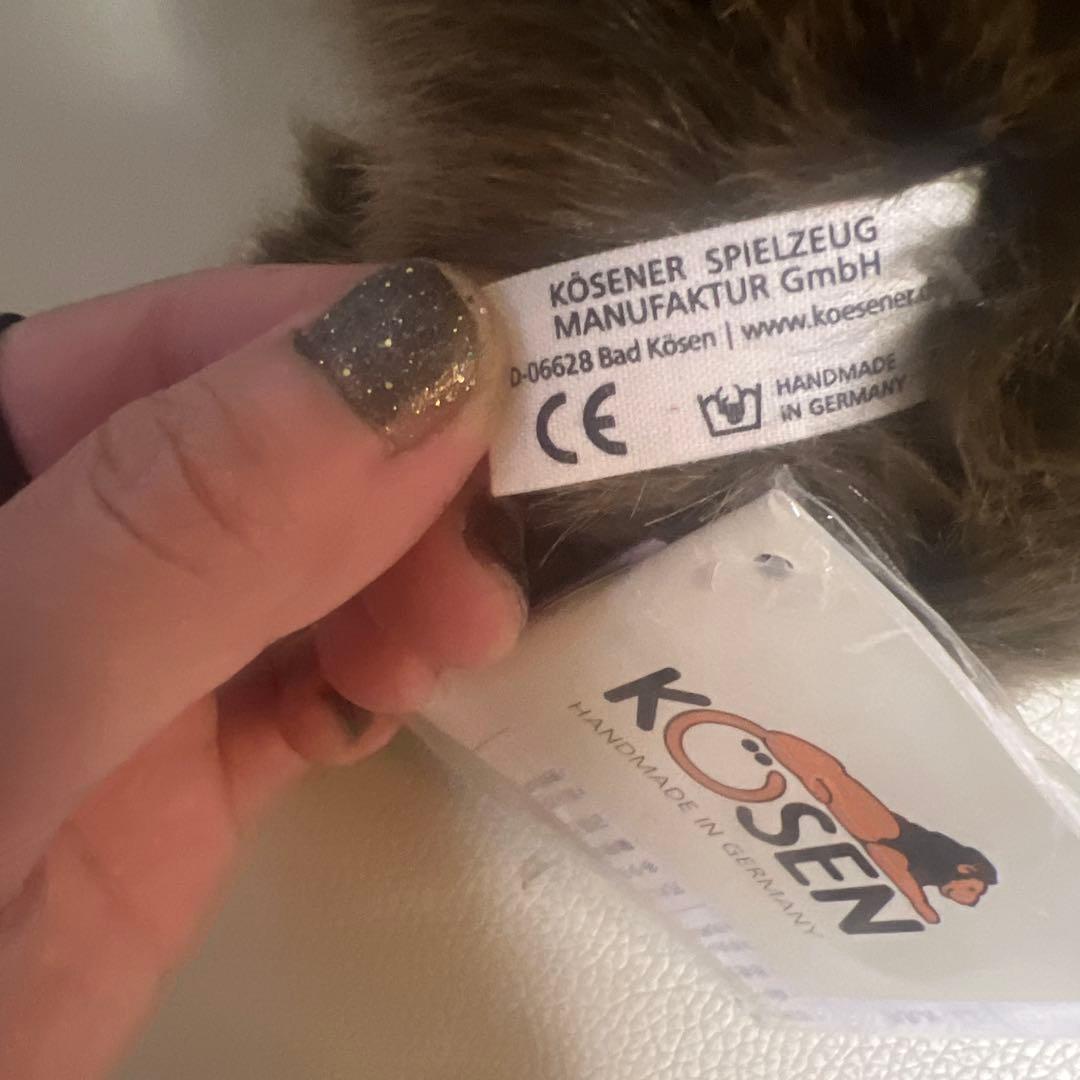 KÖSENER SPIELZEUG
MANUFAKTUR GmbH
D-06628 Bad Kösen | www.koesener.
CE
HANDMADE
IN GERMANY
KÖSEN
HANDMADE IN GERMANY